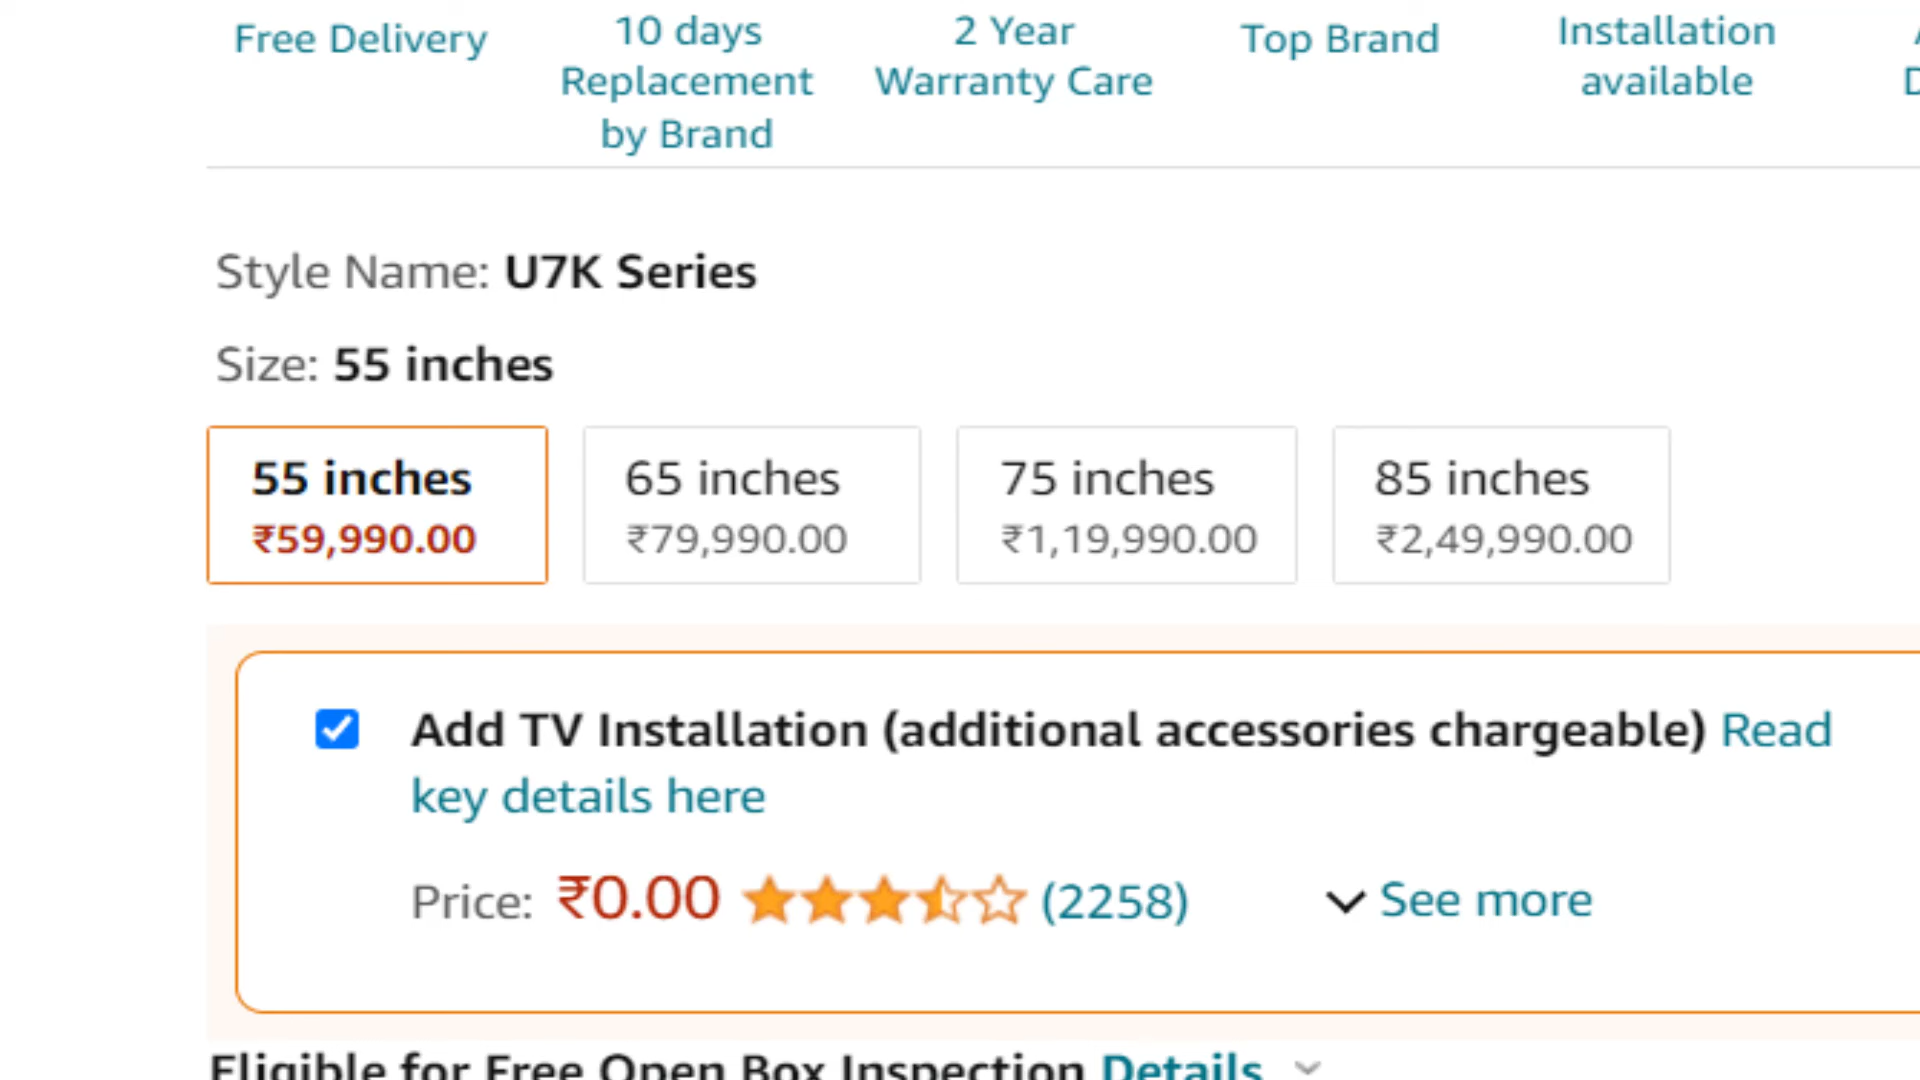 Free Delivery
10 days
Replacement
by Brand
2 Year
Warranty Care
Top Brand
Installation
available
Style Name: U7K Series
Size: 55 inches
55 inches
₹59,990.00
65 inches
₹79,990.00
75 inches
₹1,19,990.00
85 inches
₹2,49,990.00
Add TV Installation (additional accessories chargeable) Read
key details here
Price: ₹0.00 (2258)
See more
Eligible for Free Open Box Inspection Details